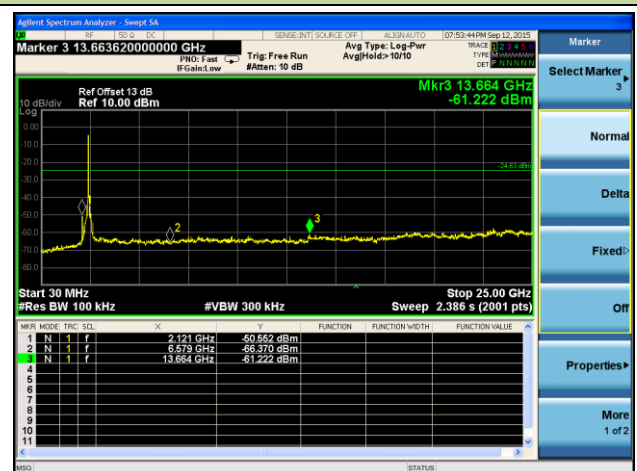 Agilent Spectrum Analyzer - Swept SA
RF 50 Ω DC SENSE:INT SOURCE OFF ALIGN AUTO 07:53:44 PM Sep 12, 2015
Marker 3 13.663620000000 GHz
PNO: Fast
IFGain:Low
Trig: Free Run
#Atten: 10 dB
Avg Type: Log-Pwr
Avg|Hold:>10/10
TRACE 1 2 3 4 5 6
TYPE M
DET P N N N N N
Ref Offset 13 dB
Ref 10.00 dBm
Mkr3 13.664 GHz
-61.222 dBm
10 dB/div
Log
0.00
-10.0
-20.0
-24.63 dBm
-30.0
-40.0
-50.0
-60.0
-70.0
-80.0
2
3
Start 30 MHz
Stop 25.00 GHz
#Res BW 100 kHz
#VBW 300 kHz
Sweep 2.386 s (2001 pts)
MKR MODE TRC SCL X Y FUNCTION FUNCTION WIDTH FUNCTION VALUE
1 N 1 f 2.121 GHz -50.552 dBm
2 N 1 f 6.579 GHz -66.370 dBm
3 N 1 f 13.664 GHz -61.222 dBm
4
5
6
7
8
9
10
11
MSG
STATUS
Marker
Select Marker
3
Normal
Delta
Fixed
Off
Properties
More
1 of 2